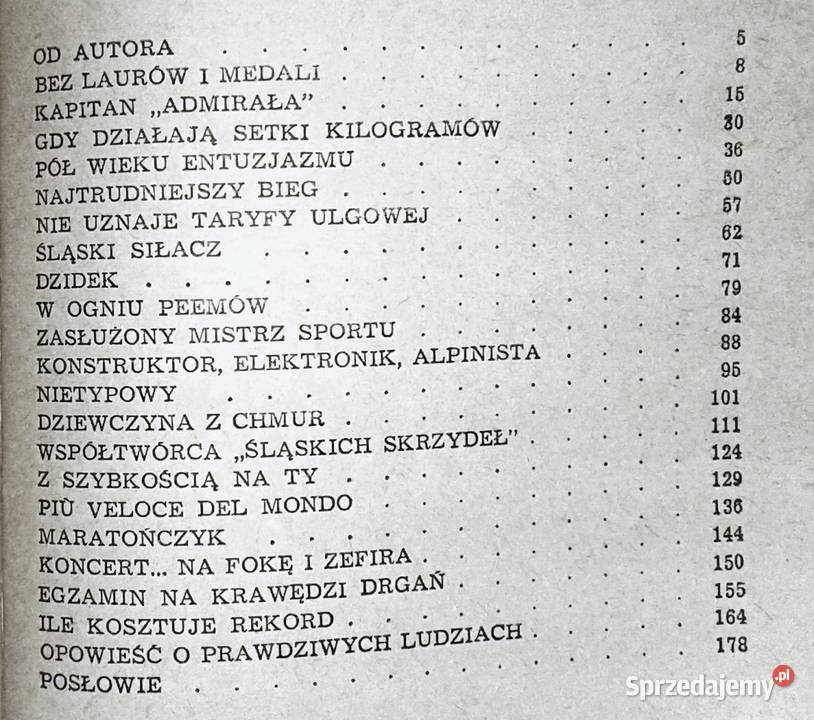 OD AUTORA . . . . . . . . . . 5
BEZ LAURÓW I MEDALI . . . . . . . 8
KAPITAN „ADMIRAŁA” . . . . . . . 15
GDY DZIAŁAJĄ SETKI KILOGRAMÓW . . . . 30
PÓŁ WIEKU ENTUZJAZMU . . . . . . 36
NAJTRUDNIEJSZY BIEG . . . . . . . 50
NIE UZNAJE TARYFY ULGOWEJ . . . . . 57
ŚLĄSKI SIŁACZ . . . . . . . . . 62
DZIDEK . . . . . . . . . . . 71
W OGNIU PEEMÓW . . . . . . . . 79
ZASŁUŻONY MISTRZ SPORTU . . . . . 84
KONSTRUKTOR, ELEKTRONIK, ALPINISTA . . . 88
NIETYPOWY . . . . . . . . . . 95
DZIEWCZYNA Z CHMUR . . . . . . . 101
WSPÓŁTWÓRCA „ŚLĄSKICH SKRZYDEŁ” . . . . 111
Z SZYBKOŚCIĄ NA TY . . . . . . . 124
PIÙ VELOCE DEL MONDO . . . . . . 129
MARATOŃCZYK . . . . . . . . . 136
KONCERT... NA FOKĘ I ZEFIRA . . . . . 144
EGZAMIN NA KRAWĘDZI DRGAŃ . . . . . 150
ILE KOSZTUJE REKORD . . . . . . . 155
OPOWIEŚĆ O PRAWDZIWYCH LUDZIACH . . . . 164
POSŁOWIE . . . . . . . . . . 178
Sprzedajemy.pl